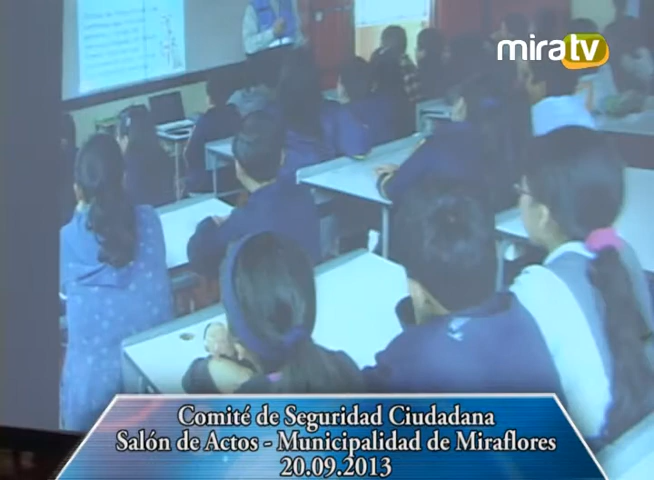 miratv
Comité de Seguridad Ciudadana
Salón de Actos - Municipalidad de Miraflores
20.09.2013